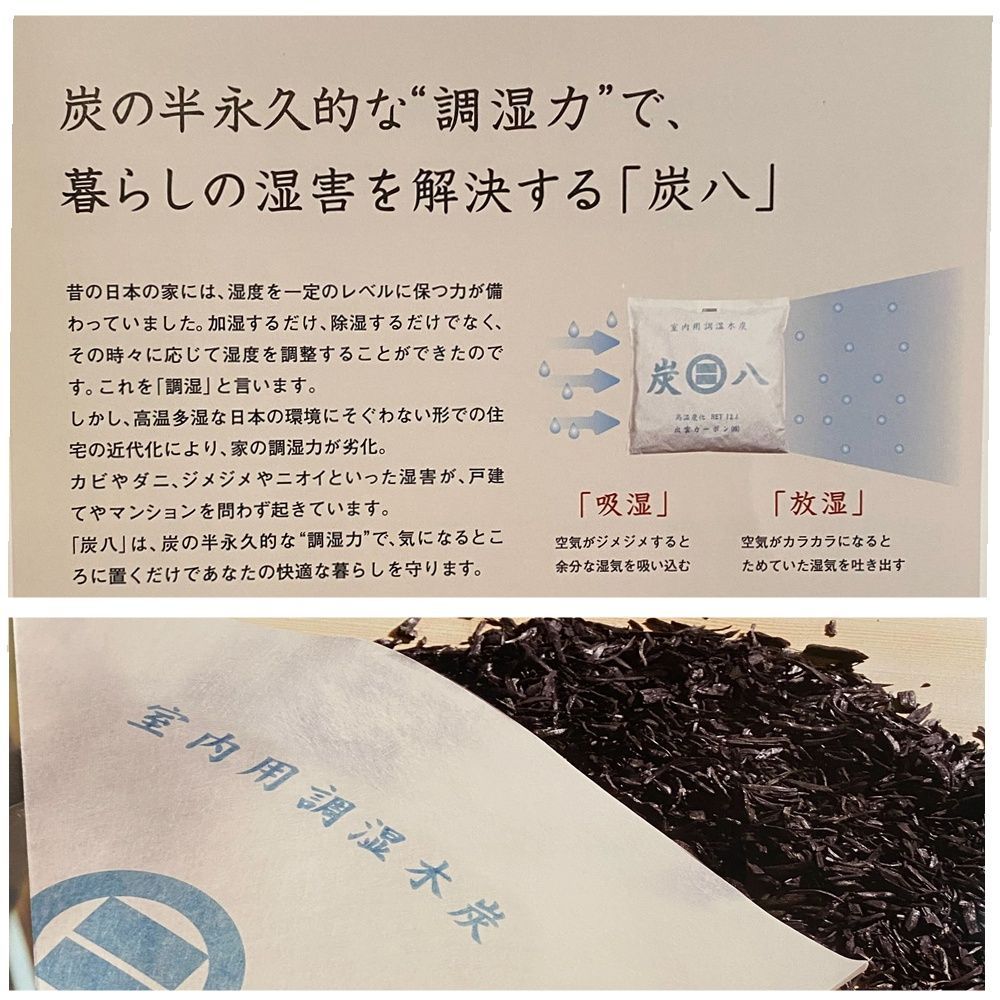 炭の半永久的な“調湿力”で、
暮らしの湿害を解決する「炭八」
昔の日本の家には、湿度を一定のレベルに保つ力が備
わっていました。加湿するだけ、除湿するだけでなく、
その時々に応じて湿度を調整することができたので
す。これを「調湿」と言います。
しかし、高温多湿な日本の環境にそぐわない形での住
宅の近代化により、家の調湿力が劣化。
カビやダニ、ジメジメやニオイといった湿害が、戸建
てやマンションを問わず起きています。
「炭八」は、炭の半永久的な“調湿力”で、気になるとこ
ろに置くだけであなたの快適な暮らしを守ります。
室内用調湿木炭
炭八
高温炭化 NET 12ℓ
出雲カーボン㈱
「吸湿」
空気がジメジメすると
余分な湿気を吸い込む
「放湿」
空気がカラカラになると
ためていた湿気を吐き出す
室内用調湿木炭